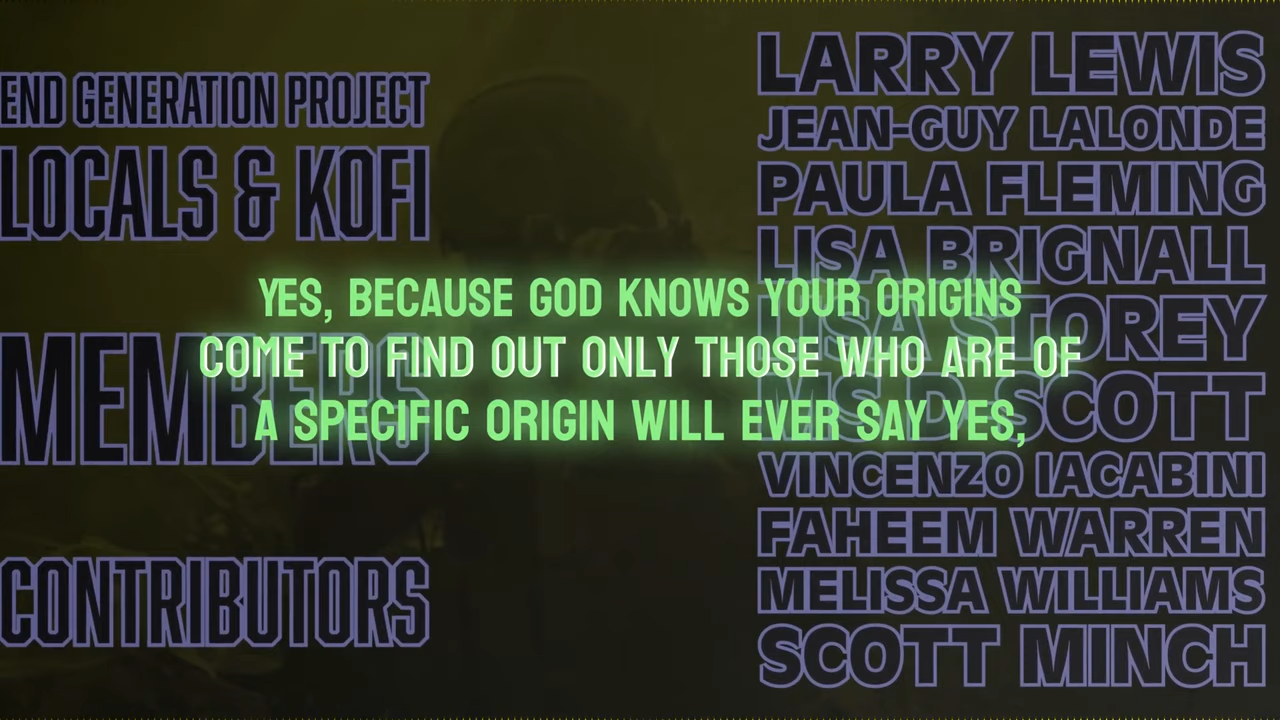 END GENERATION PROJECT
LOCALS & KOFI
MEMBERS
CONTRIBUTORS
LARRY LEWIS
JEAN-GUY LALONDE
PAULA FLEMING
LISA BRIGNALL
LISA STOREY
MS D SCOTT
VINCENZO IACABINI
FAHEEM WARREN
MELISSA WILLIAMS
SCOTT MINCH
YES, BECAUSE GOD KNOWS YOUR ORIGINS
COME TO FIND OUT ONLY THOSE WHO ARE OF
A SPECIFIC ORIGIN WILL EVER SAY YES,